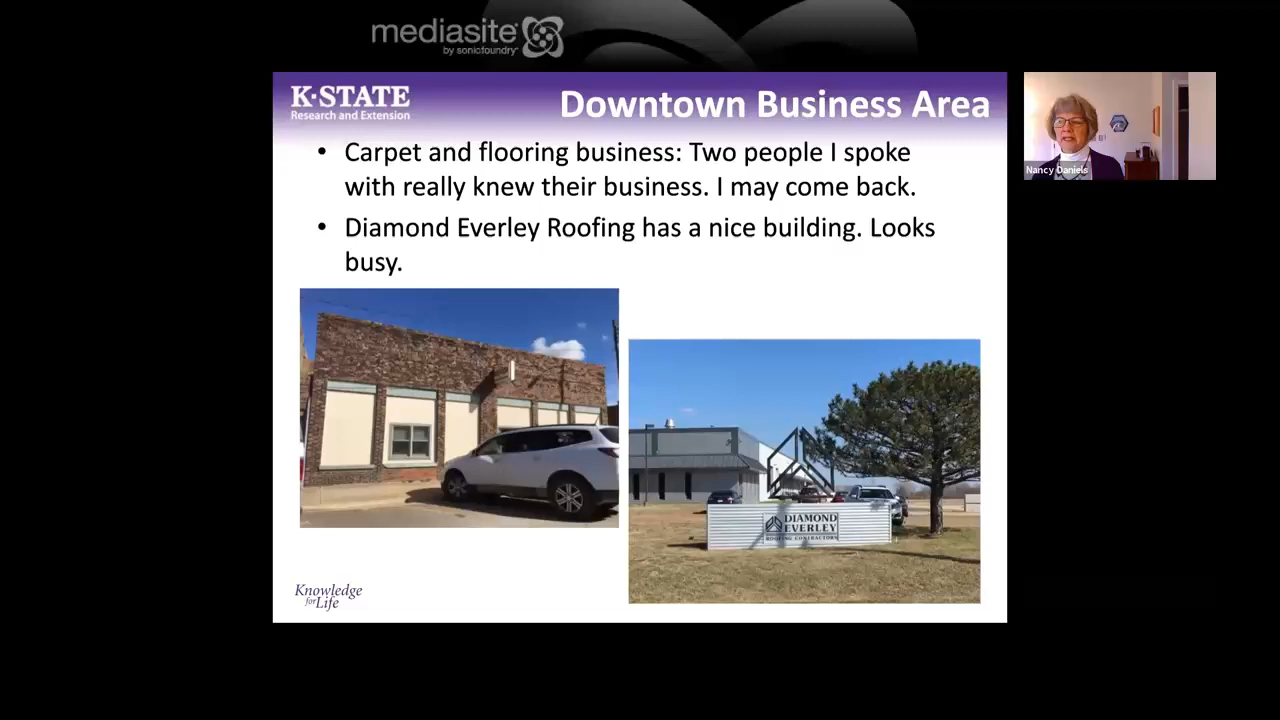 mediasite
by sonicfoundry
K·STATE
Research and Extension
Downtown Business Area
• Carpet and flooring business: Two people I spoke
with really knew their business. I may come back.
• Diamond Everley Roofing has a nice building. Looks
busy.
Nancy Daniels
DIAMOND
EVERLEY
ROOFING CONTRACTORS
Knowledge
for Life